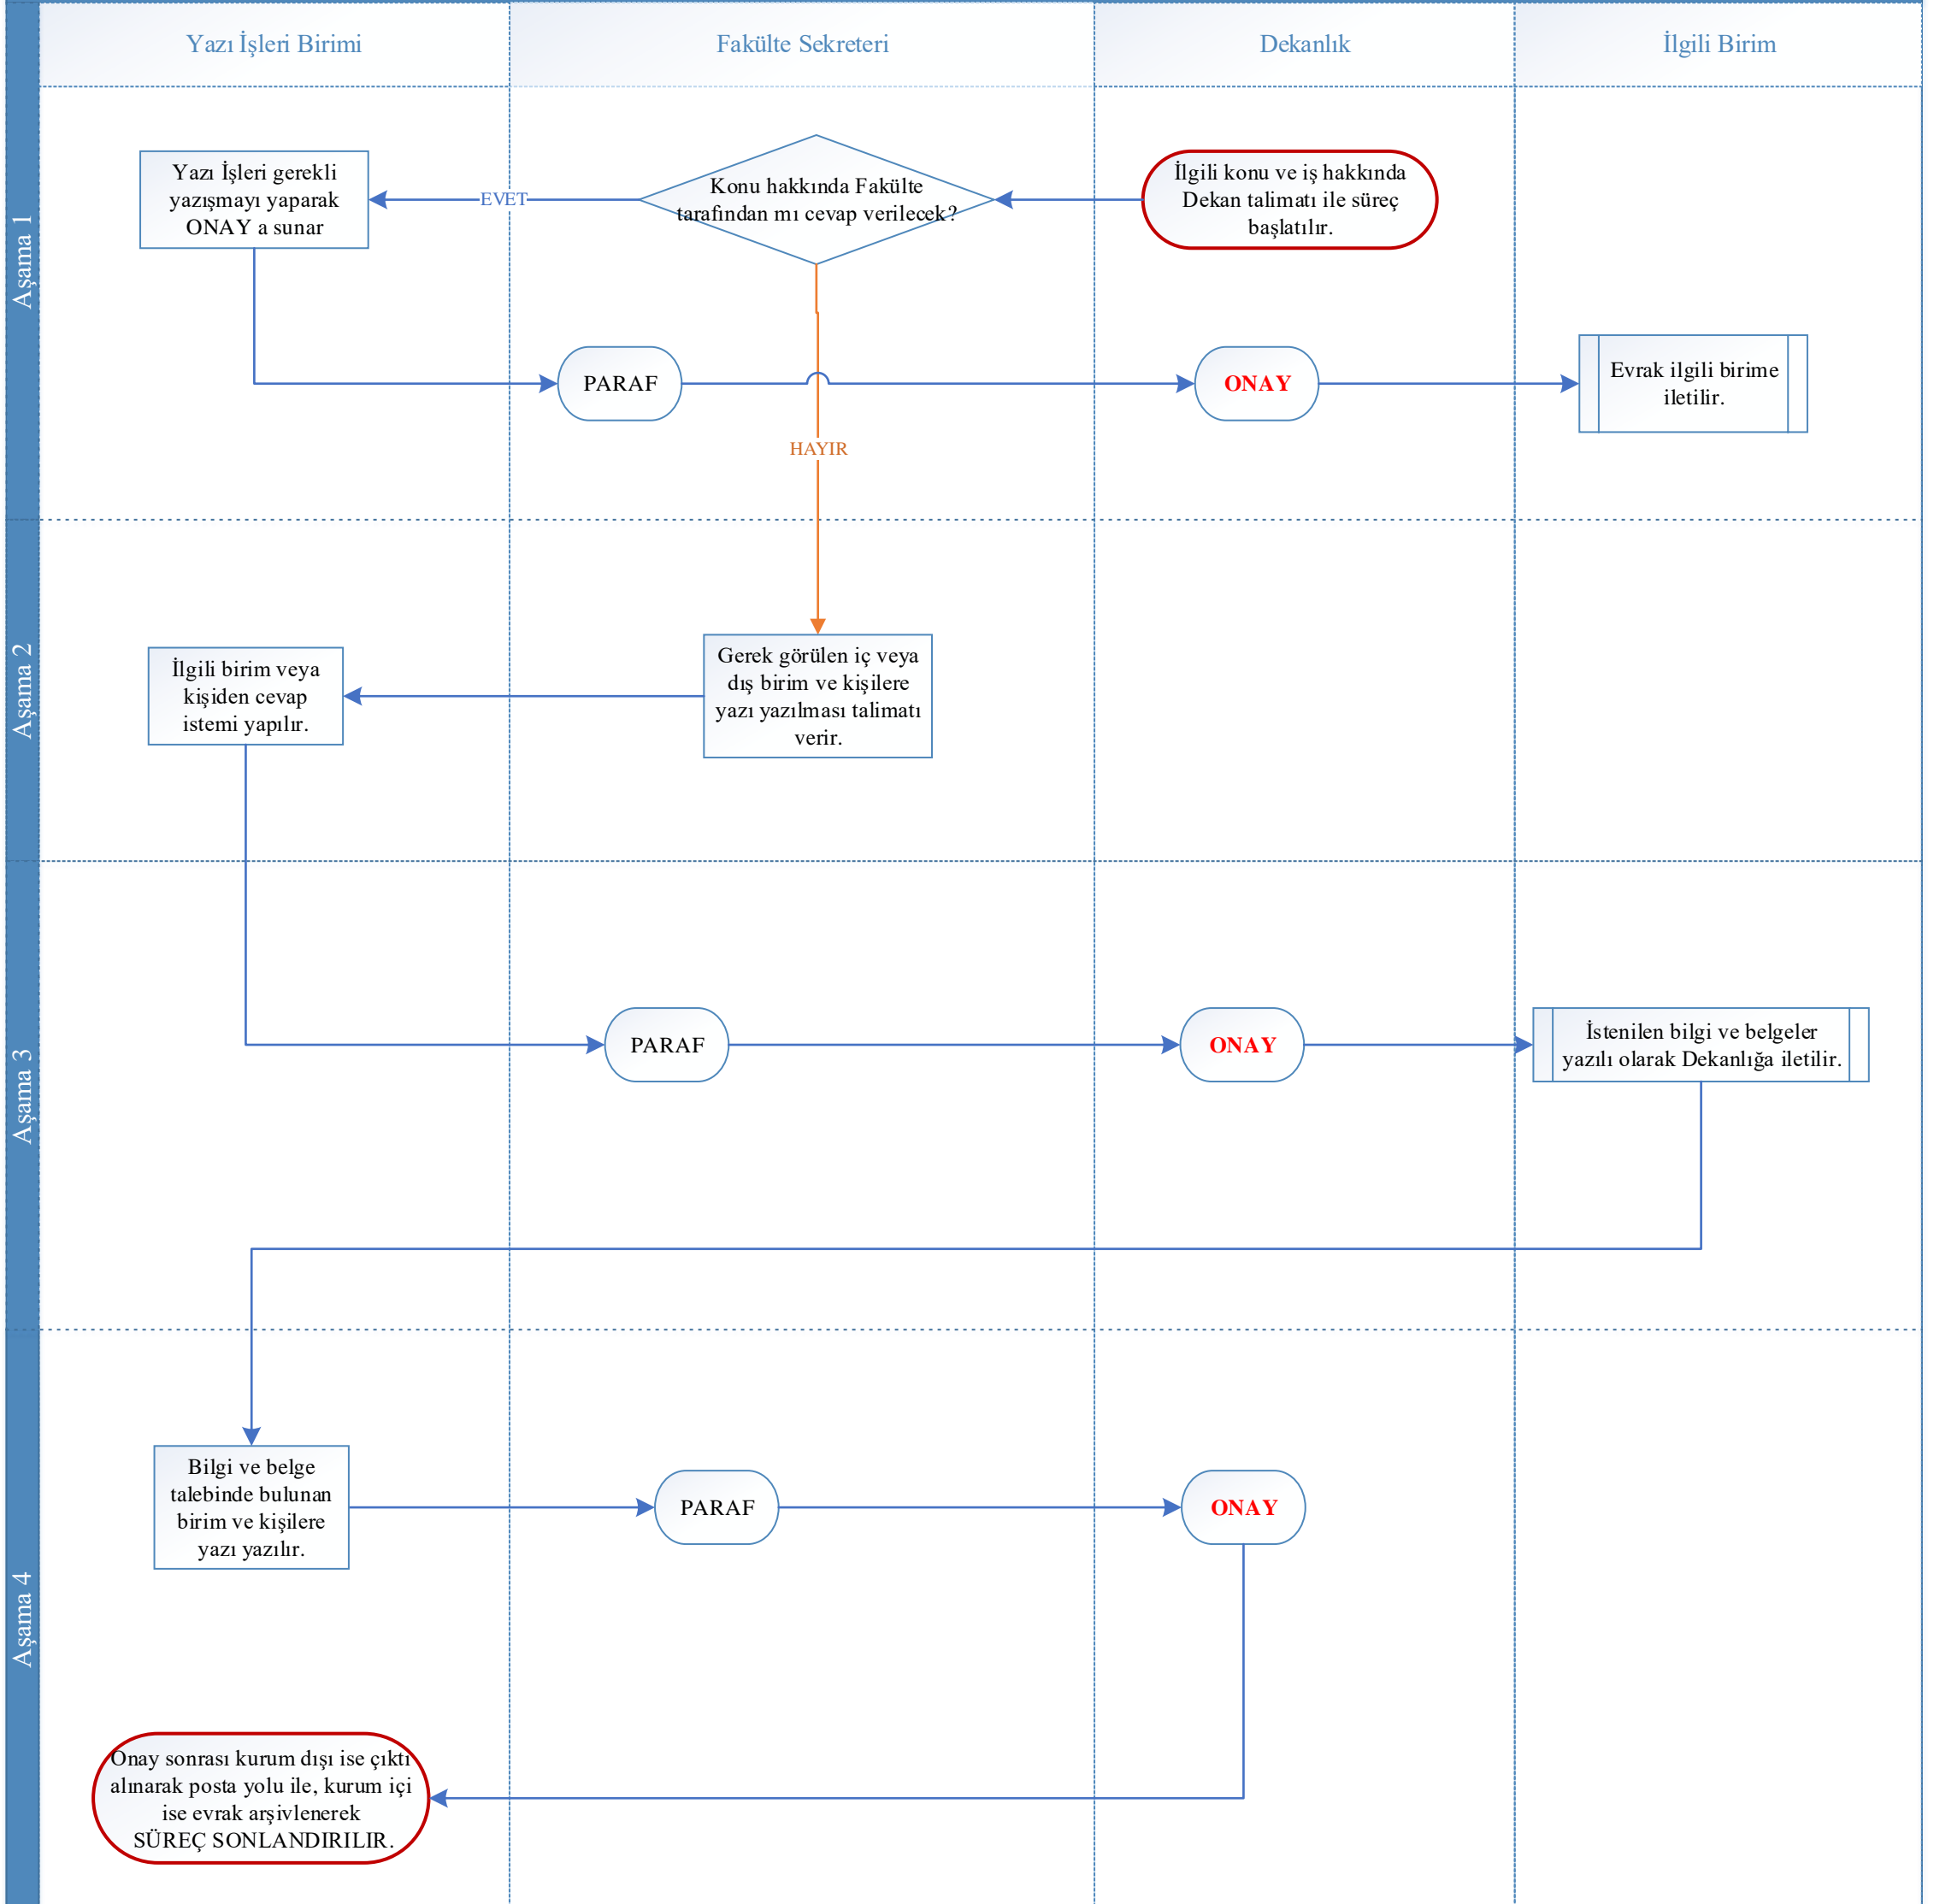 Yazı İşleri Birimi
Fakülte Sekreteri
Dekanlık
İlgili Birim
Aşama 1
Yazı İşleri gerekli
yazışmayı yaparak
ONAY a sunar
EVET
Konu hakkında Fakülte
tarafından mı cevap verilecek?
İlgili konu ve iş hakkında
Dekan talimatı ile süreç
başlatılır.
PARAF
ONAY
Evrak ilgili birime
iletilir.
HAYIR
Aşama 2
İlgili birim veya
kişiden cevap
istemi yapılır.
Gerek görülen iç veya
dış birim ve kişilere
yazı yazılması talimatı
verir.
Aşama 3
PARAF
ONAY
İstenilen bilgi ve belgeler
yazılı olarak Dekanlığa iletilir.
Aşama 4
Bilgi ve belge
talebinde bulunan
birim ve kişilere
yazı yazılır.
PARAF
ONAY
Onay sonrası kurum dışı ise çıktı
alınarak posta yolu ile, kurum içi
ise evrak arşivlenerek
SÜREÇ SONLANDIRILIR.